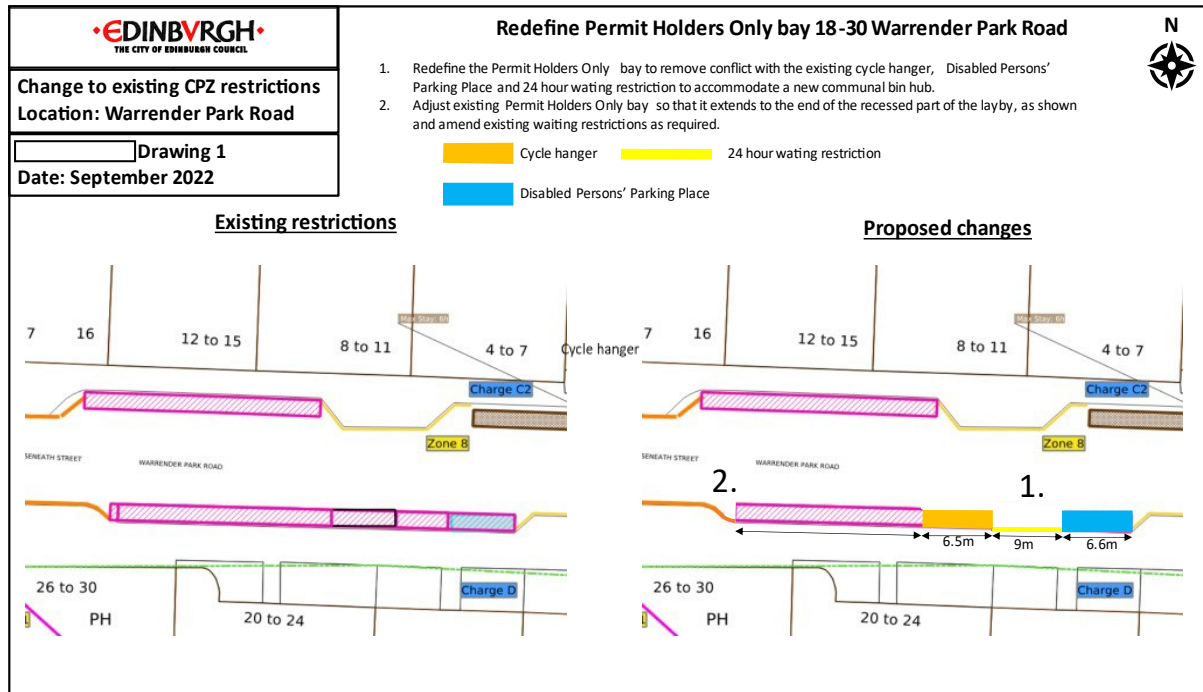 EDINBVRGH
THE CITY OF EDINBURGH COUNCIL
Change to existing CPZ restrictions
Location: Warrender Park Road
Drawing 1
Date: September 2022
Redefine Permit Holders Only bay 18-30 Warrender Park Road
N
1. Redefine the Permit Holders Only bay to remove conflict with the existing cycle hanger, Disabled Persons'
Parking Place and 24 hour waiting restriction to accommodate a new communal bin hub.
2. Adjust existing Permit Holders Only bay so that it extends to the end of the recessed part of the layby, as shown
and amend existing waiting restrictions as required.
Cycle hanger
24 hour wating restriction
Disabled Persons' Parking Place
Existing restrictions
7
16
12 to 15
8 to 11
4 to 7
Max Stay: 6h
Cycle hanger
Charge C2
Zone 8
SENEATH STREET
WARRENDER PARK ROAD
26 to 30
PH
20 to 24
Charge D
Proposed changes
7
16
12 to 15
8 to 11
4 to 7
Max Stay: 6h
Charge C2
Zone 8
SENEATH STREET
WARRENDER PARK ROAD
2.
1.
6.5m
9m
6.6m
26 to 30
PH
20 to 24
Charge D